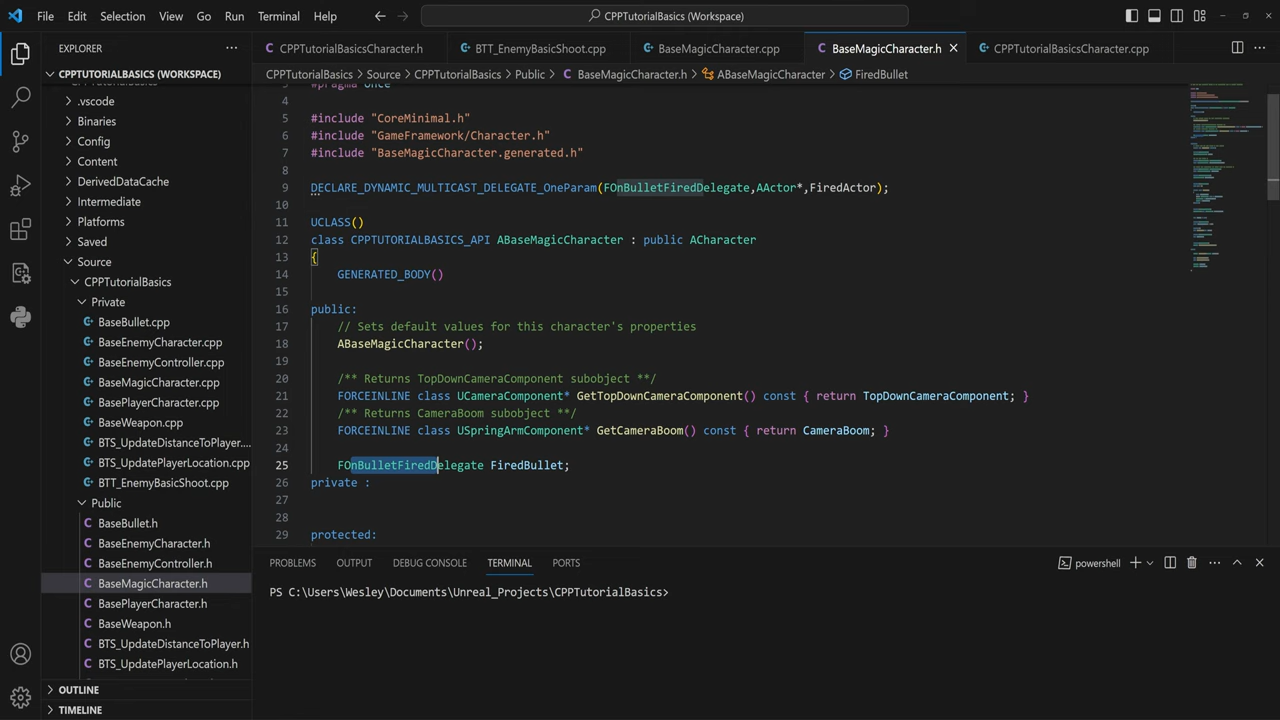 File Edit Selection View Go Run Terminal Help CPPTutorialBasics (Workspace)
EXPLORER
CPPTUTORIALBASICS (WORKSPACE)
.vscode
Binaries
Config
Content
DerivedDataCache
Intermediate
Platforms
Saved
Source
CPPTutorialBasics
Private
BaseBullet.cpp
BaseEnemyCharacter.cpp
BaseEnemyController.cpp
BaseMagicCharacter.cpp
BasePlayerCharacter.cpp
BaseWeapon.cpp
BTS_UpdateDistanceToPlayer....
BTS_UpdatePlayerLocation.cpp
BTT_EnemyBasicShoot.cpp
Public
BaseBullet.h
BaseEnemyCharacter.h
BaseEnemyController.h
BaseMagicCharacter.h
BasePlayerCharacter.h
BaseWeapon.h
BTS_UpdateDistanceToPlayer.h
BTS_UpdatePlayerLocation.h
OUTLINE
TIMELINE
CPPTutorialBasicsCharacter.h BTT_EnemyBasicShoot.cpp BaseMagicCharacter.cpp BaseMagicCharacter.h CPPTutorialBasicsCharacter.cpp
CPPTutorialBasics > Source > CPPTutorialBasics > Public > BaseMagicCharacter.h > ABaseMagicCharacter > FiredBullet
3 #pragma once
4
5 #include "CoreMinimal.h"
6 #include "GameFramework/Character.h"
7 #include "BaseMagicCharacter.generated.h"
8
9 DECLARE_DYNAMIC_MULTICAST_DELEGATE_OneParam(FOnBulletFiredDelegate,AActor*,FiredActor);
10
11 UCLASS()
12 class CPPTUTORIALBASICS_API ABaseMagicCharacter : public ACharacter
13 {
14 GENERATED_BODY()
15
16 public:
17 // Sets default values for this character's properties
18 ABaseMagicCharacter();
19
20 /** Returns TopDownCameraComponent subobject **/
21 FORCEINLINE class UCameraComponent* GetTopDownCameraComponent() const { return TopDownCameraComponent; }
22 /** Returns CameraBoom subobject **/
23 FORCEINLINE class USpringArmComponent* GetCameraBoom() const { return CameraBoom; }
24
25 FOnBulletFiredDelegate FiredBullet;
26 private :
27
28
29 protected:
PROBLEMS OUTPUT DEBUG CONSOLE TERMINAL PORTS powershell
PS C:\Users\Wesley\Documents\Unreal_Projects\CPPTutorialBasics>